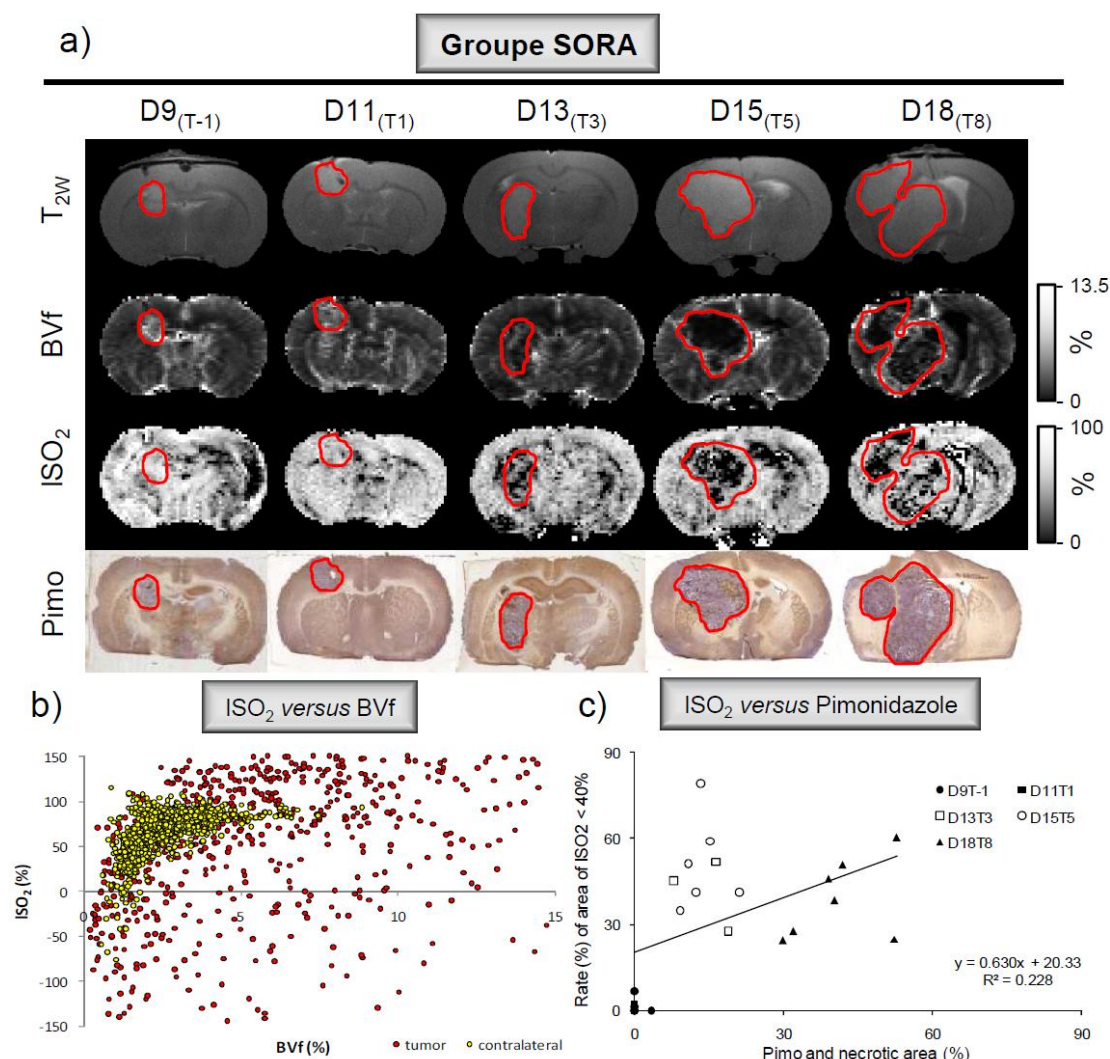 a)
Groupe SORA
D9(T-1) D11(T1) D13(T3) D15(T5) D18(T8)
T2W
BVf
13.5
%
0
ISO2
100
%
0
Pimo
b)
ISO2 versus BVf
150
100
50
0
-50
-100
-150
0 5 10 15
ISO2 (%)
BVf (%)
tumor contralateral
c)
ISO2 versus Pimonidazole
90
60
30
0
0 30 60 90
Rate (%) of area of ISO2 <40%
D9T-1 D11T1
D13T3 D15T5
D18T8
y = 0.630x + 20.33
R² = 0.228
Pimo and necrotic area (%)